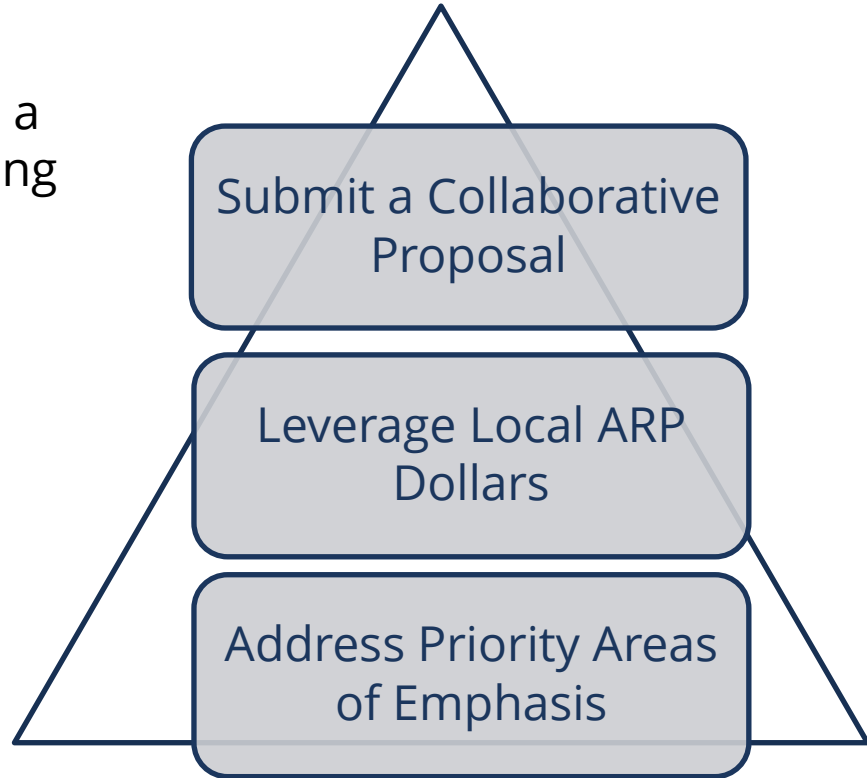 a
ng
Submit a Collaborative
Proposal
Leverage Local ARP
Dollars
Address Priority Areas
of Emphasis